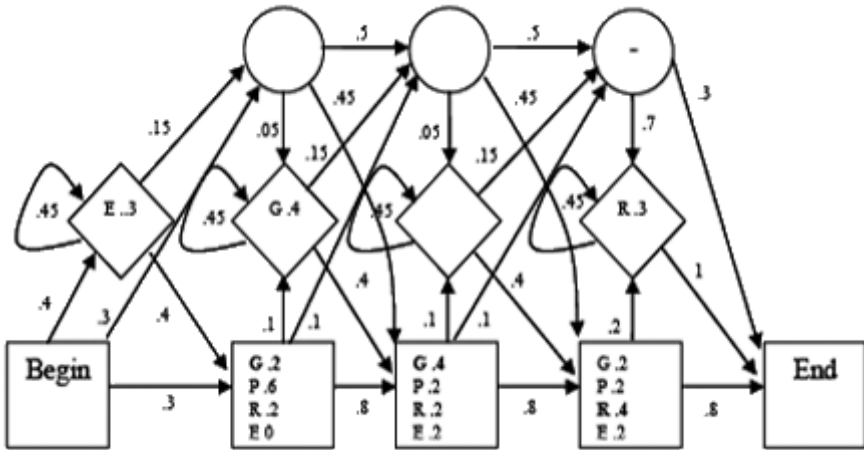 .5
.5
-
.45
.45
.3
.15
.05
.15
.05
.15
.7
.45
E ..3
.45
G .4
.45
.45
R .3
.4
.3
.4
.1
.1
.4
.1
.1
.4
.2
1
Begin
.3
G .2
P .6
R .2
E 0
.8
G .4
P .2
R .2
E .2
.8
G .2
P .2
R .4
E .2
.8
End